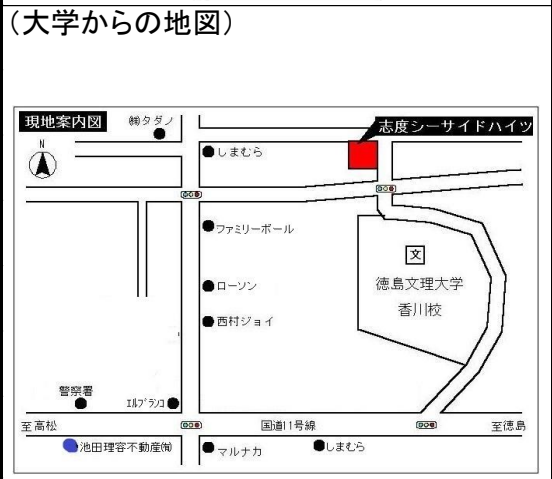 (大学からの地図)
現地案内図
㈱タダノ
志度シーサイドハイツ
N
しまむら
ファミリーボール
文
徳島文理大学
香川校
ローソン
西村ジョイ
警察署
ｴﾙﾌﾞﾗﾝｺ
至高松
国道11号線
至徳島
池田理容不動産㈲
マルナカ
しまむら